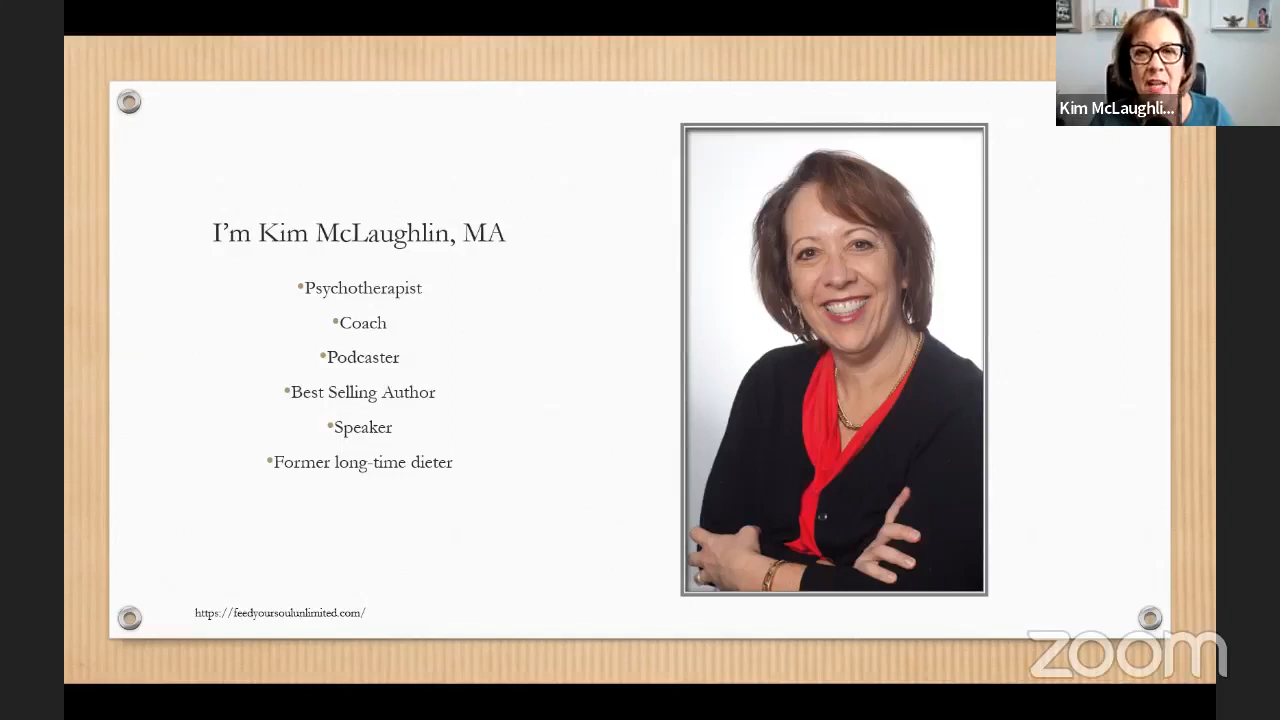 Kim McLaughli...
I’m Kim McLaughlin, MA
•Psychotherapist
•Coach
•Podcaster
•Best Selling Author
•Speaker
•Former long-time dieter
https://feedyoursoulunlimited.com/
zoom